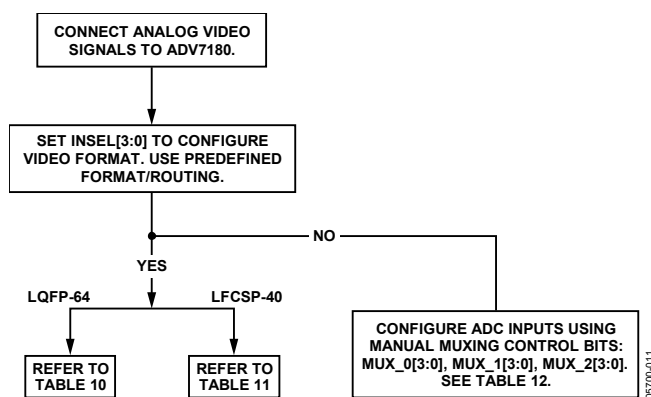 CONNECT ANALOG VIDEO
SIGNALS TO ADV7180.
SET INSEL[3:0] TO CONFIGURE
VIDEO FORMAT. USE PREDEFINED
FORMAT/ROUTING.
NO
YES
LQFP-64
LFCSP-40
REFER TO
TABLE 10
REFER TO
TABLE 11
CONFIGURE ADC INPUTS USING
MANUAL MUXING CONTROL BITS:
MUX_0[3:0], MUX_1[3:0], MUX_2[3:0].
SEE TABLE 12.
05700-011